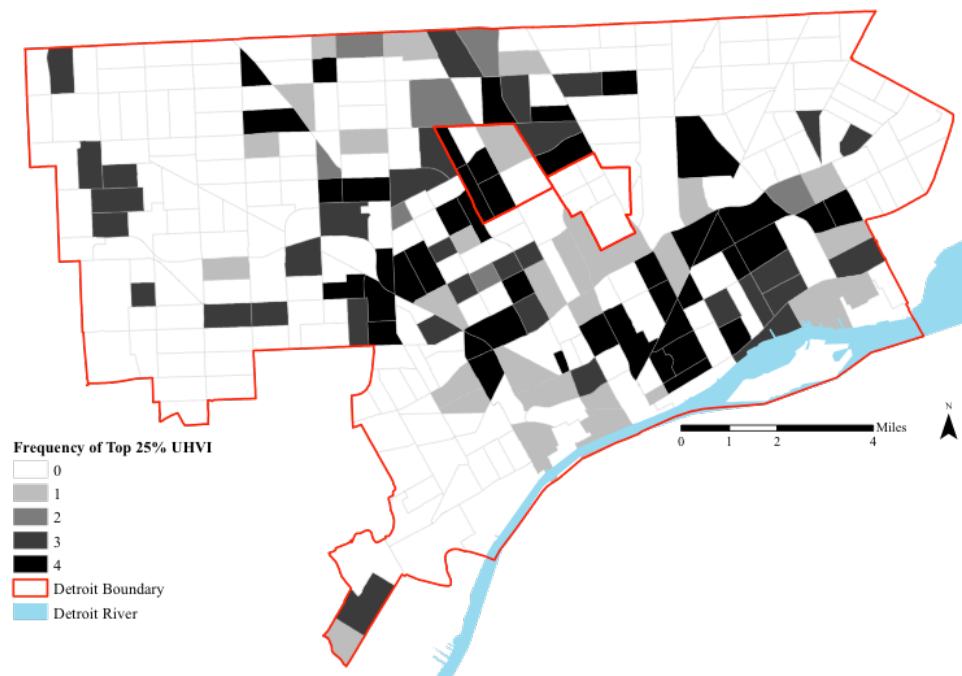 N
Miles
0 1 2 4
Frequency of Top 25% UHVI
0
1
2
3
4
Detroit Boundary
Detroit River